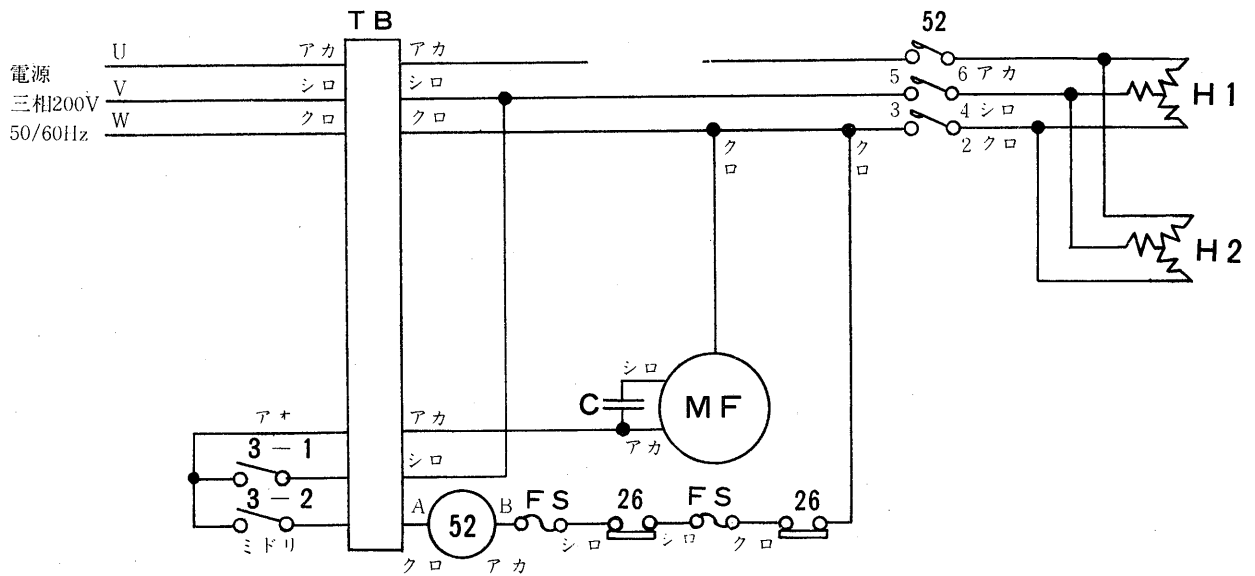 TB
52
U
アカ
アカ
電源
V
シロ
シロ
5
6 アカ
三相200V
W
クロ
クロ
3
4 シロ
H1
50/60Hz
2 クロ
クロ
クロ
H2
シロ
C
MF
アオ
アカ
アカ
3-1
シロ
3-2
A
52
B
FS
26
FS
26
ミドリ
シロ
シロ
クロ
クロ
アカ